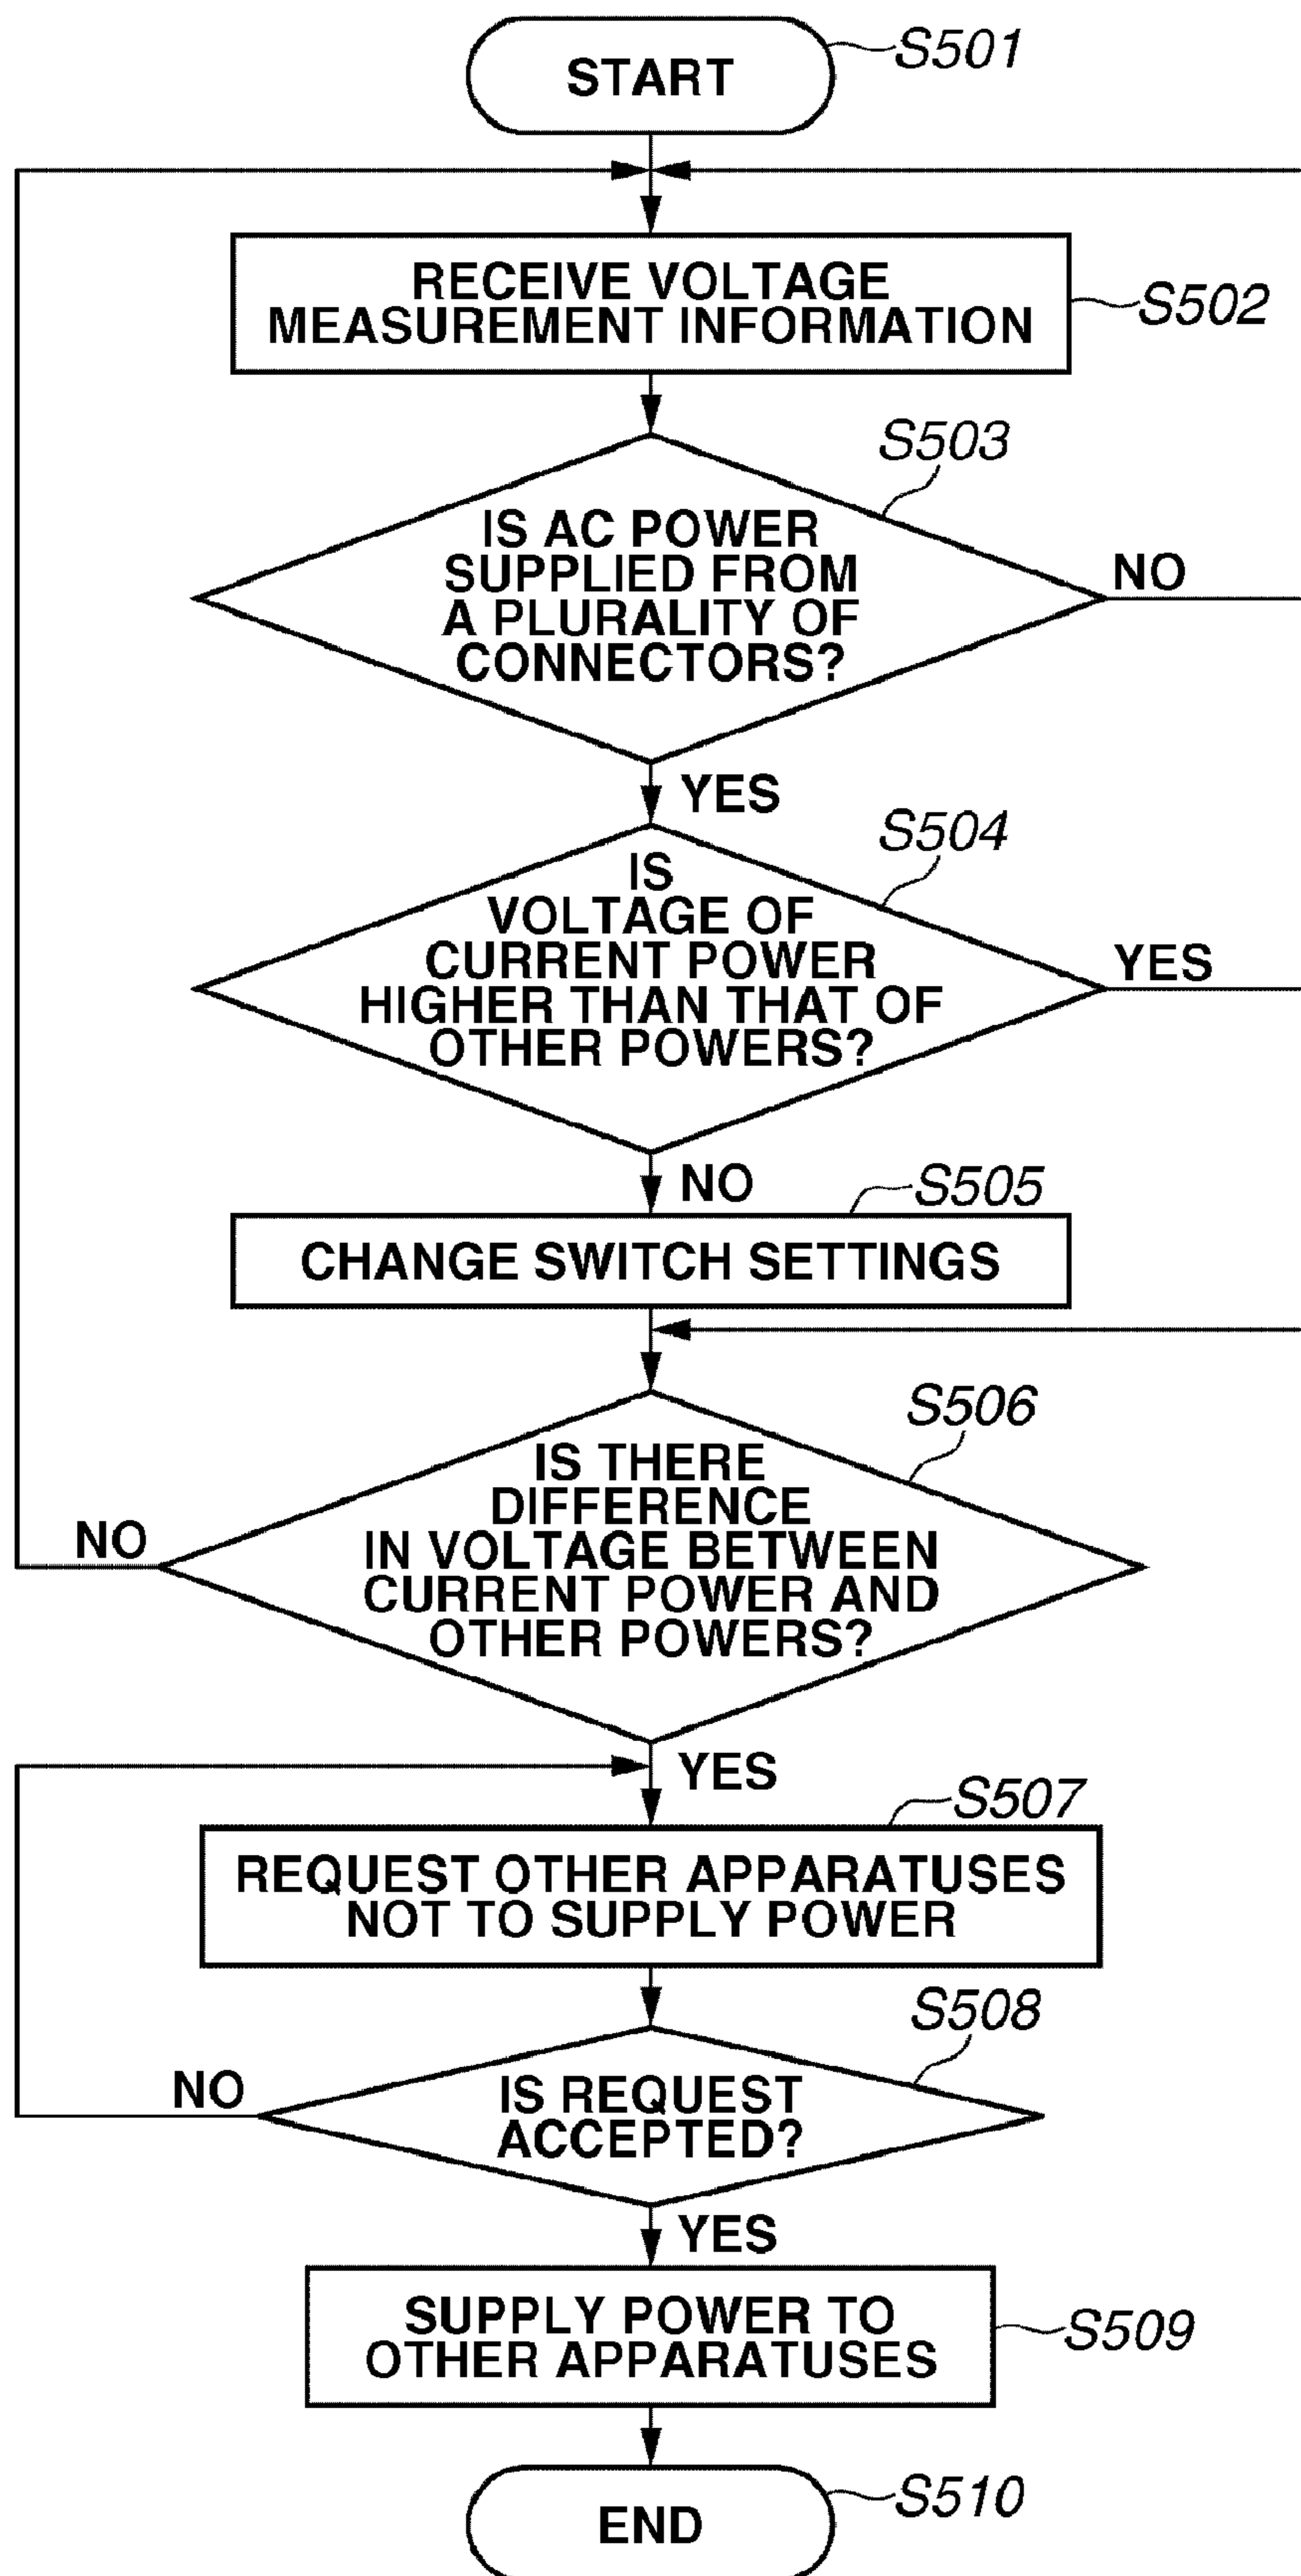 START
S501
RECEIVE VOLTAGE
MEASUREMENT INFORMATION
S502
S503
IS AC POWER
SUPPLIED FROM
A PLURALITY OF
CONNECTORS?
NO
YES
S504
IS
VOLTAGE OF
CURRENT POWER
HIGHER THAN THAT OF
OTHER POWERS?
YES
NO
S505
CHANGE SWITCH SETTINGS
S506
IS THERE
DIFFERENCE
IN VOLTAGE BETWEEN
CURRENT POWER AND
OTHER POWERS?
NO
YES
S507
REQUEST OTHER APPARATUSES
NOT TO SUPPLY POWER
S508
IS REQUEST
ACCEPTED?
NO
YES
SUPPLY POWER TO
OTHER APPARATUSES
S509
END
S510